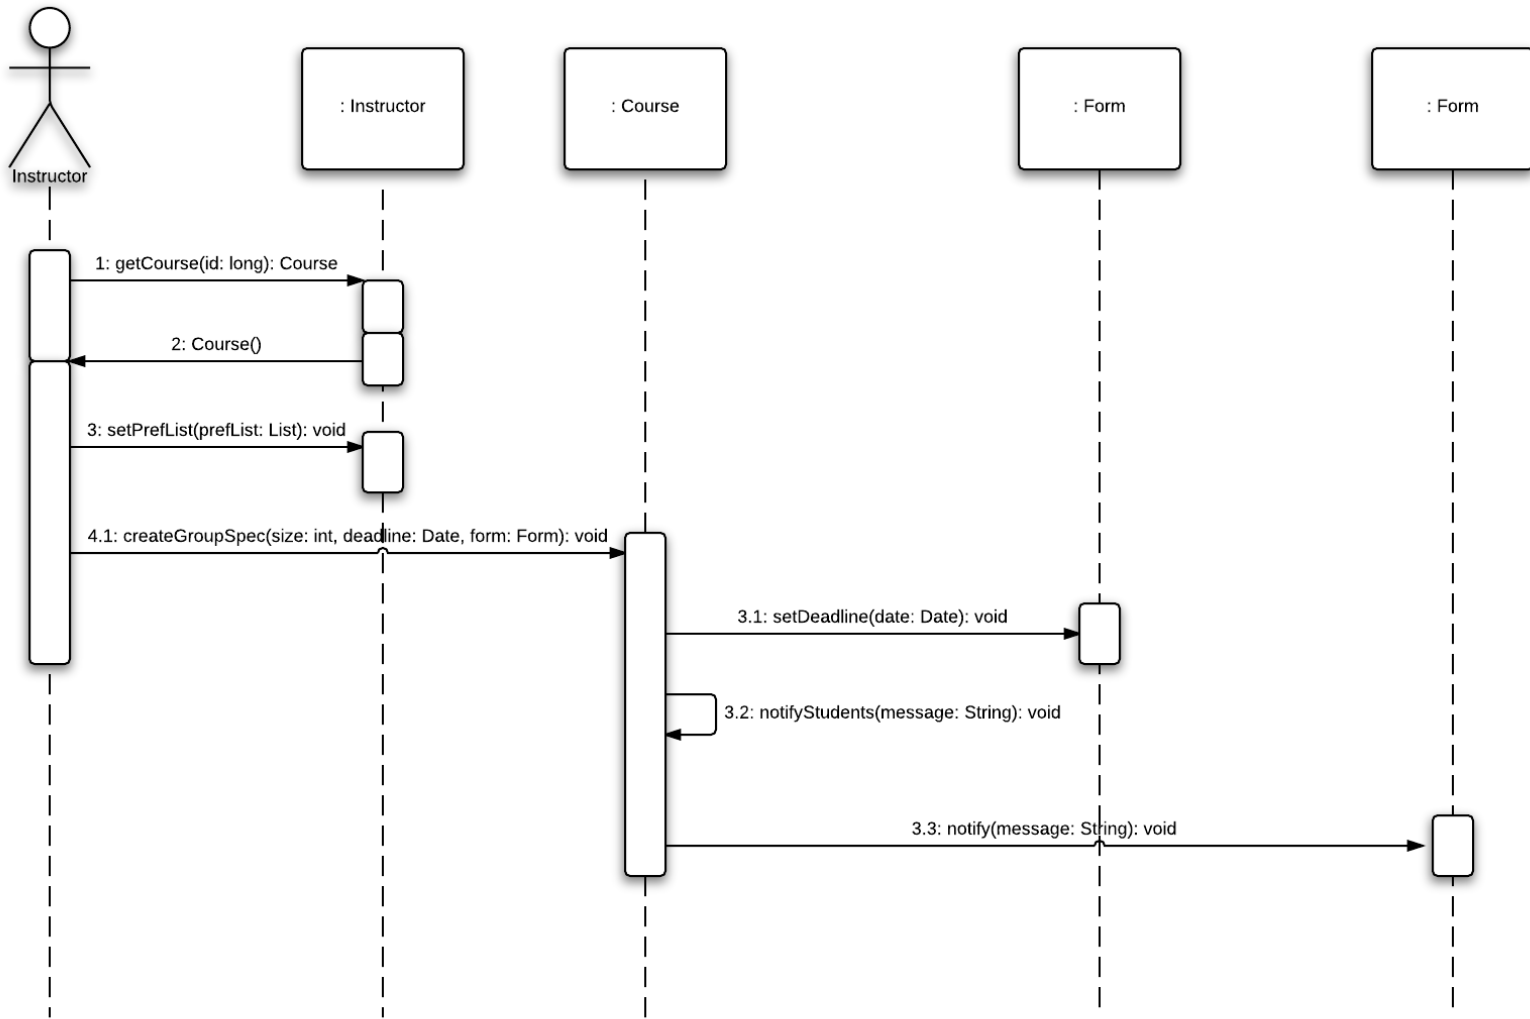 : Instructor
: Course
: Form
: Form
Instructor
1: getCourse(id: long): Course
2: Course()
3: setPrefList(prefList: List): void
4.1: createGroupSpec(size: int, deadline: Date, form: Form): void
3.1: setDeadline(date: Date): void
3.2: notifyStudents(message: String): void
3.3: notify(message: String): void